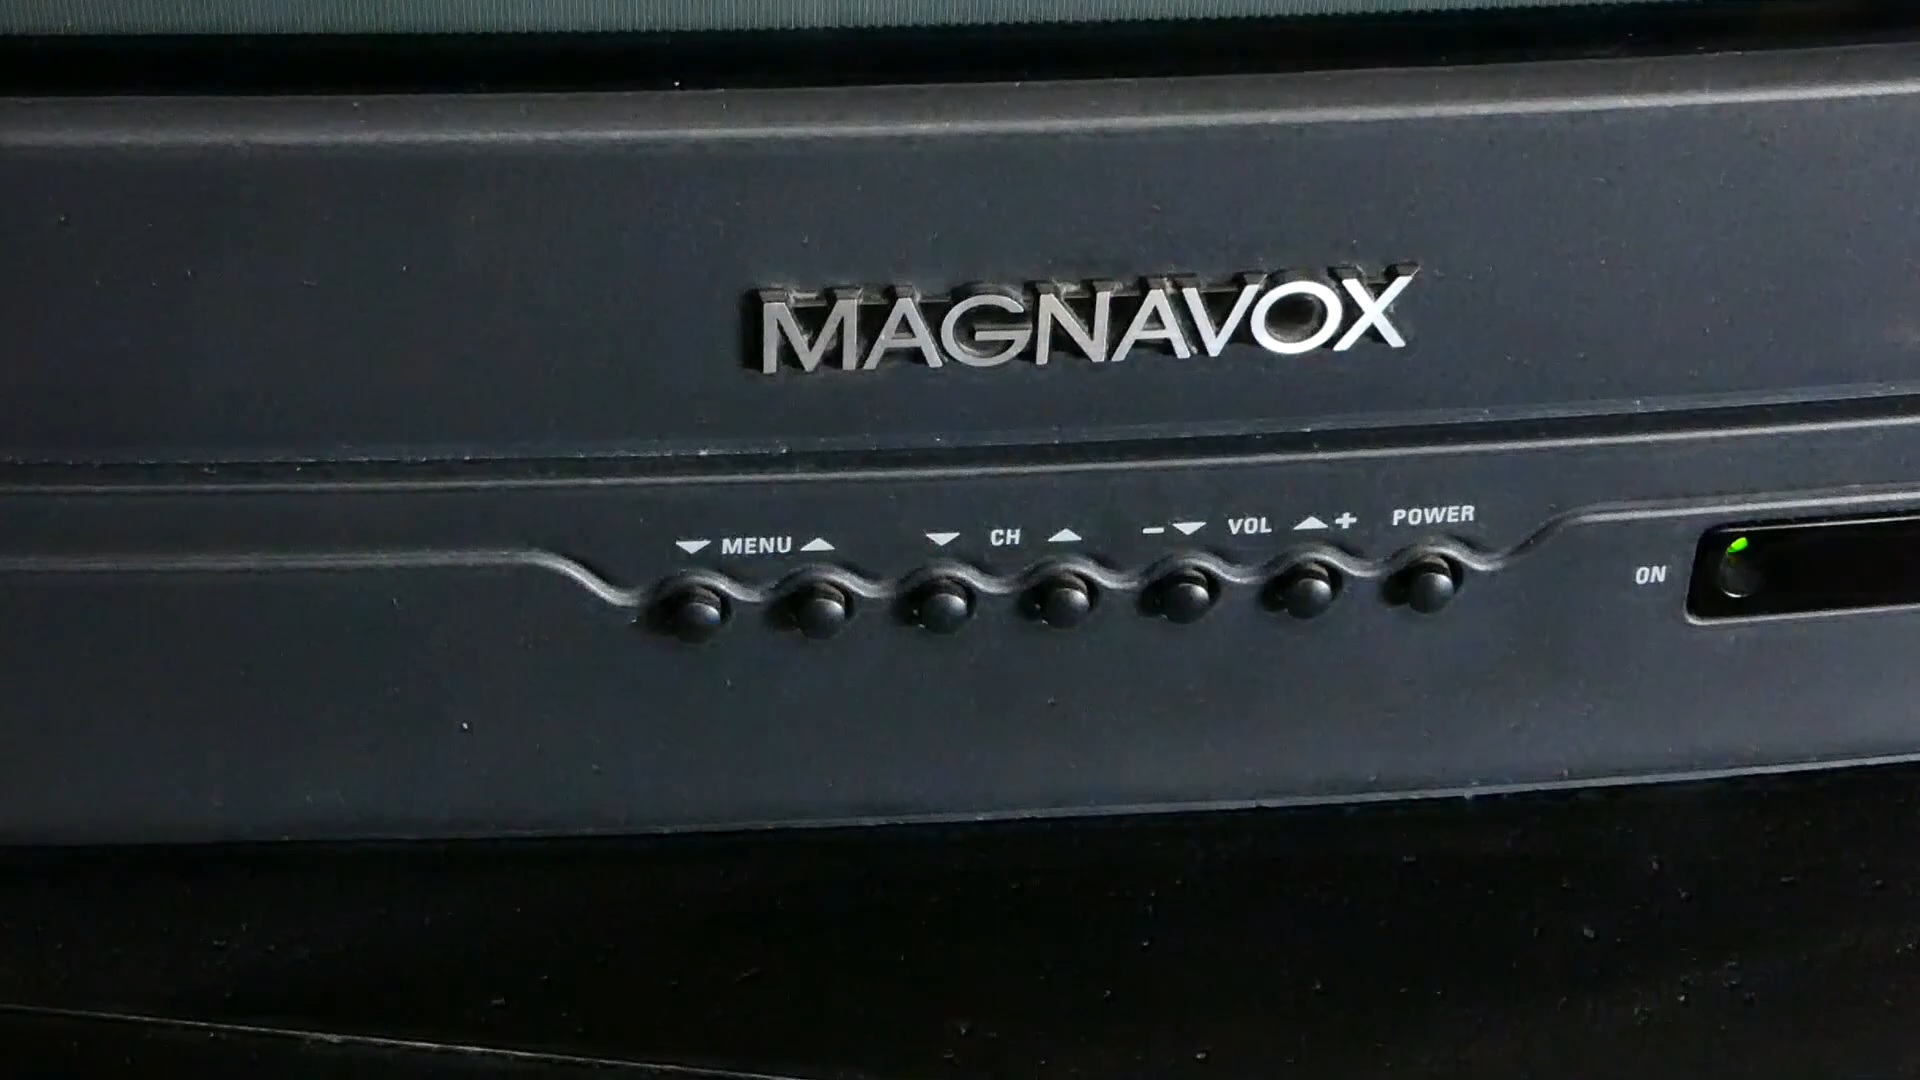 MAGNAVOX
▼ MENU ▲ ▼ CH ▲ -▼ VOL ▲+ POWER
ON